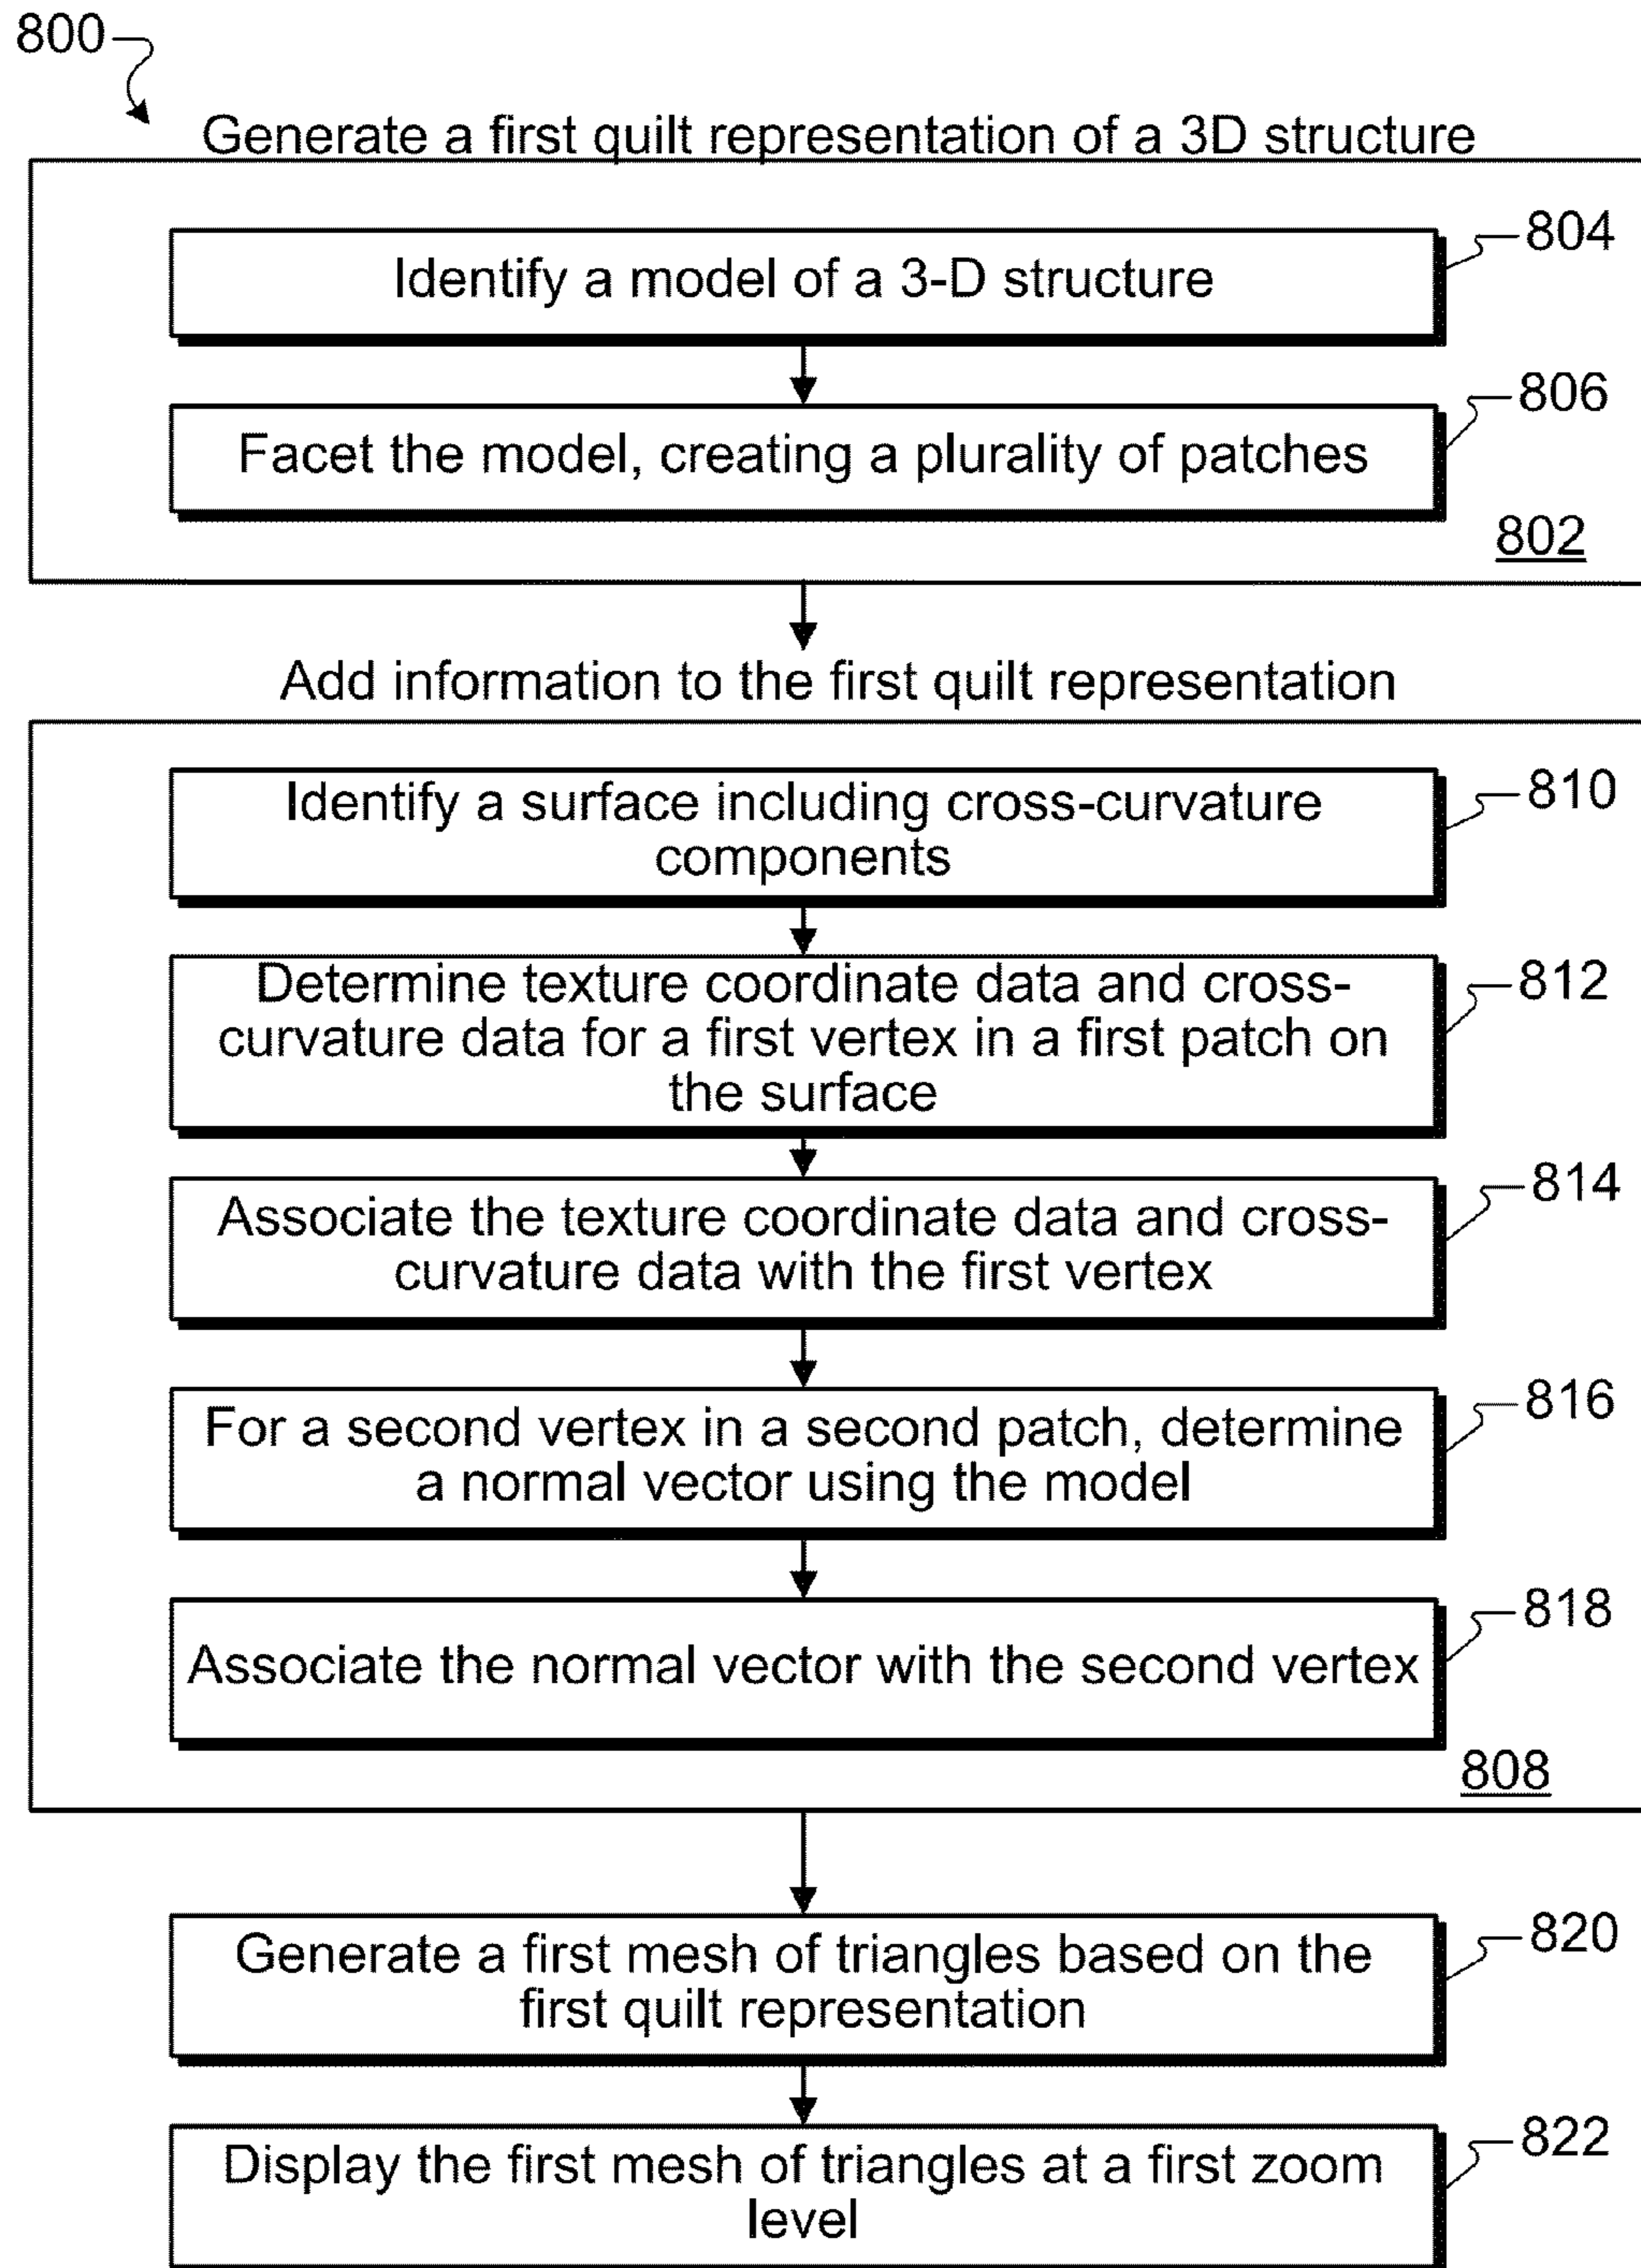 800
Generate a first quilt representation of a 3D structure
Identify a model of a 3-D structure
804
Facet the model, creating a plurality of patches
806
802
Add information to the first quilt representation
Identify a surface including cross-curvature
components
810
Determine texture coordinate data and cross-
curvature data for a first vertex in a first patch on
the surface
812
Associate the texture coordinate data and cross-
curvature data with the first vertex
814
For a second vertex in a second patch, determine
a normal vector using the model
816
Associate the normal vector with the second vertex
818
808
Generate a first mesh of triangles based on the
first quilt representation
820
Display the first mesh of triangles at a first zoom
level
822